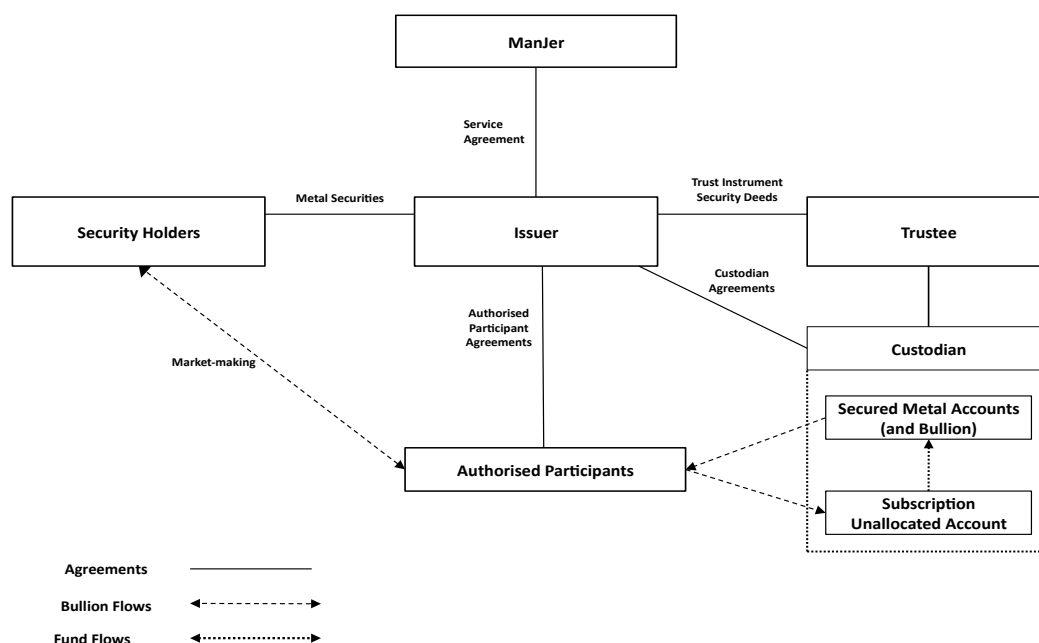 ManJer
Service
Agreement
Metal Securities
Trust Instrument
Security Deeds
Security Holders
Issuer
Trustee
Custodian
Agreements
Authorised
Participant
Agreements
Market-making
Custodian
Secured Metal Accounts
(and Bullion)
Authorised Participants
Subscription
Unallocated Account
Agreements
Bullion Flows
Fund Flows